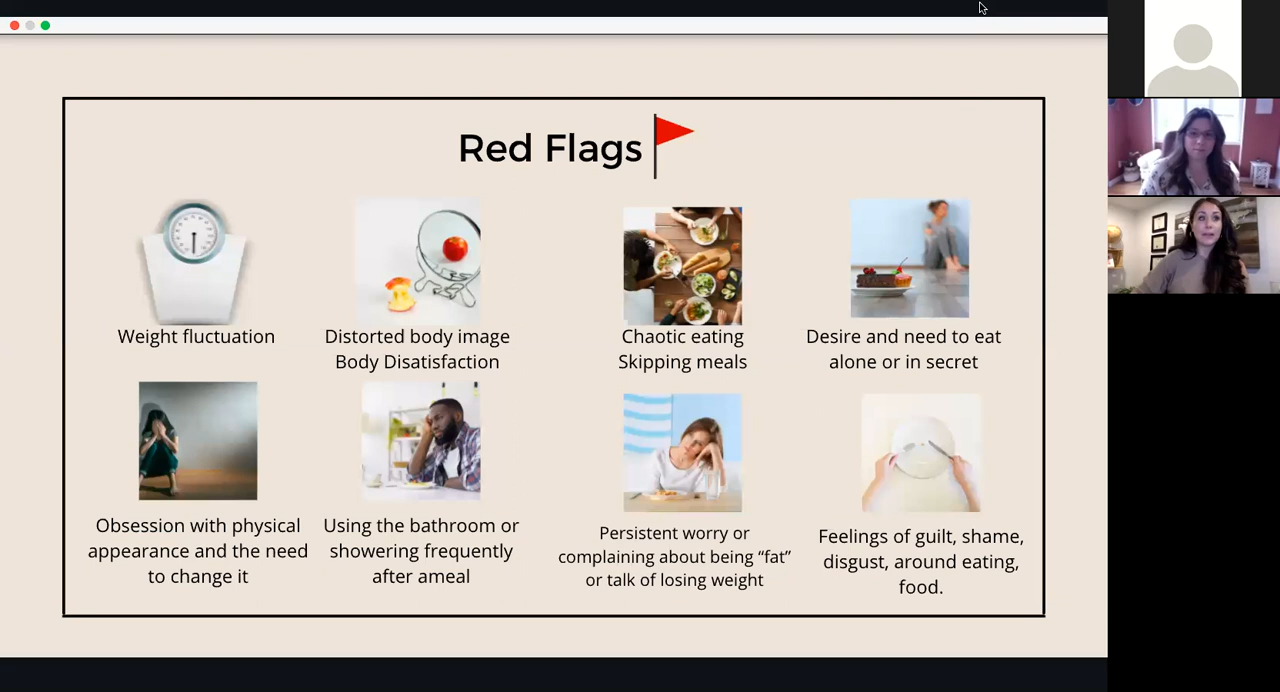 Red Flags
Weight fluctuation
Distorted body image
Body Disatisfaction
Chaotic eating
Skipping meals
Desire and need to eat
alone or in secret
Obsession with physical
appearance and the need
to change it
Using the bathroom or
showering frequently
after ameal
Persistent worry or
complaining about being “fat”
or talk of losing weight
Feelings of guilt, shame,
disgust, around eating,
food.